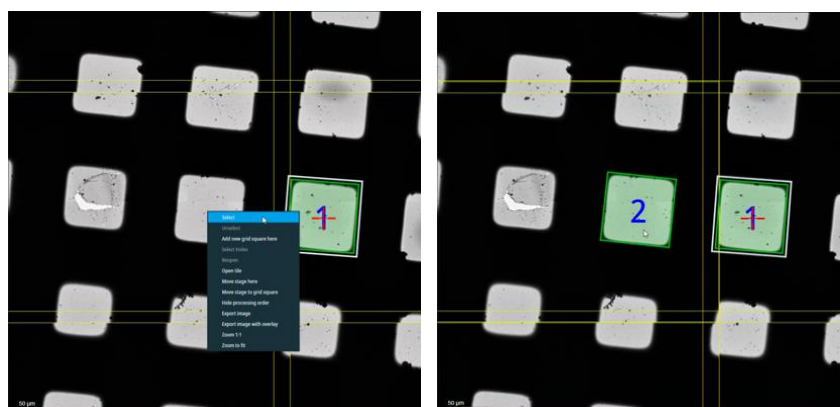 1
Select
Unselect
Add new grid square here
Select Holes
Reopen
Open tile
Move stage here
Move stage to grid square
Hide processing order
Export image
Export image with overlay
Zoom 1:1
Zoom to fit
50 µm
2
1
50 µm